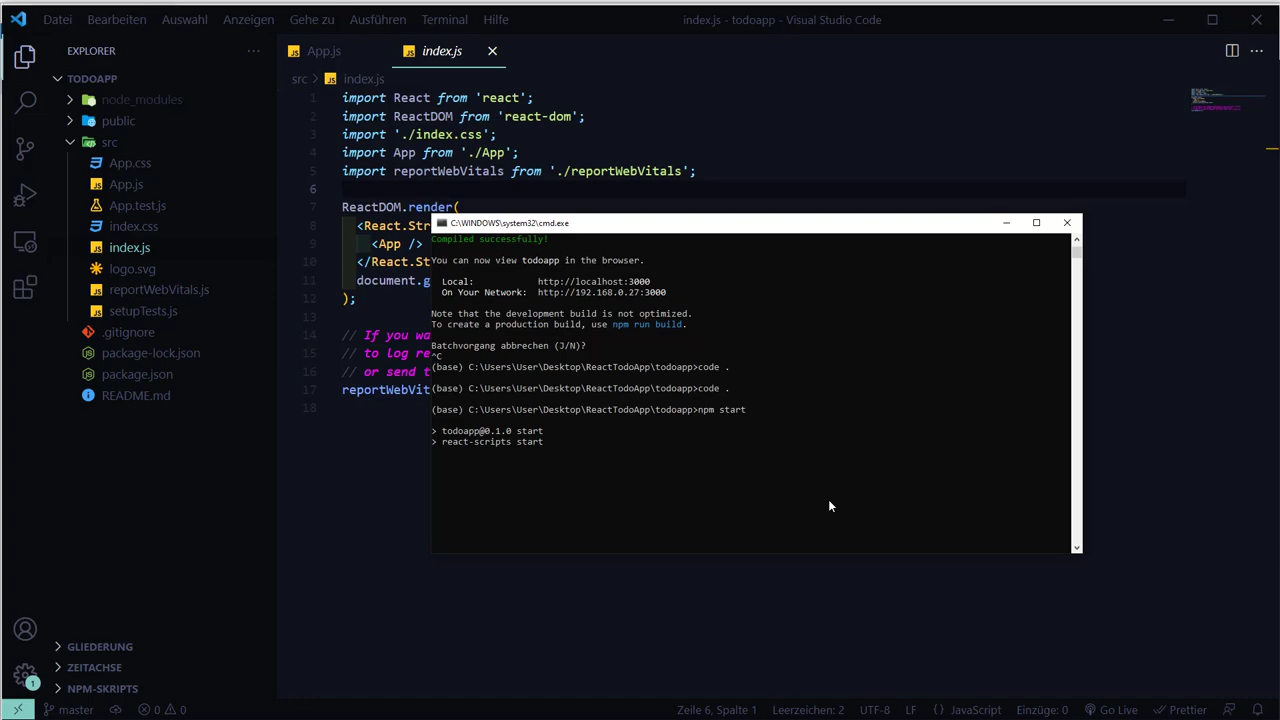 Datei Bearbeiten Auswahl Anzeigen Gehe zu Ausführen Terminal Hilfe
index.js - todoapp - Visual Studio Code
EXPLORER
TODOAPP
node_modules
public
src
App.css
App.js
App.test.js
index.css
index.js
logo.svg
reportWebVitals.js
setupTests.js
.gitignore
package-lock.json
package.json
README.md
GLIEDERUNG
ZEITACHSE
NPM-SKRIPTS
App.js index.js
src > index.js
1 import React from 'react';
2 import ReactDOM from 'react-dom';
3 import './index.css';
4 import App from './App';
5 import reportWebVitals from './reportWebVitals';
6
7 ReactDOM.render(
8 <React.Str
9 <App />
10 </React.St
11 document.g
12 );
13
14 // If you wa
15 // to log re
16 // or send t
17 reportWebVit
18
C:\WINDOWS\system32\cmd.exe
Compiled successfully!
You can now view todoapp in the browser.
Local: http://localhost:3000
On Your Network: http://192.168.0.27:3000
Note that the development build is not optimized.
To create a production build, use npm run build.
Batchvorgang abbrechen (J/N)?
^C
(base) C:\Users\User\Desktop\ReactTodoApp\todoapp>code .
(base) C:\Users\User\Desktop\ReactTodoApp\todoapp>code .
(base) C:\Users\User\Desktop\ReactTodoApp\todoapp>npm start
> todoapp@0.1.0 start
> react-scripts start
1
master 0 0
Zeile 6, Spalte 1 Leerzeichen: 2 UTF-8 LF {} JavaScript Einzüge: 0 Go Live Prettier